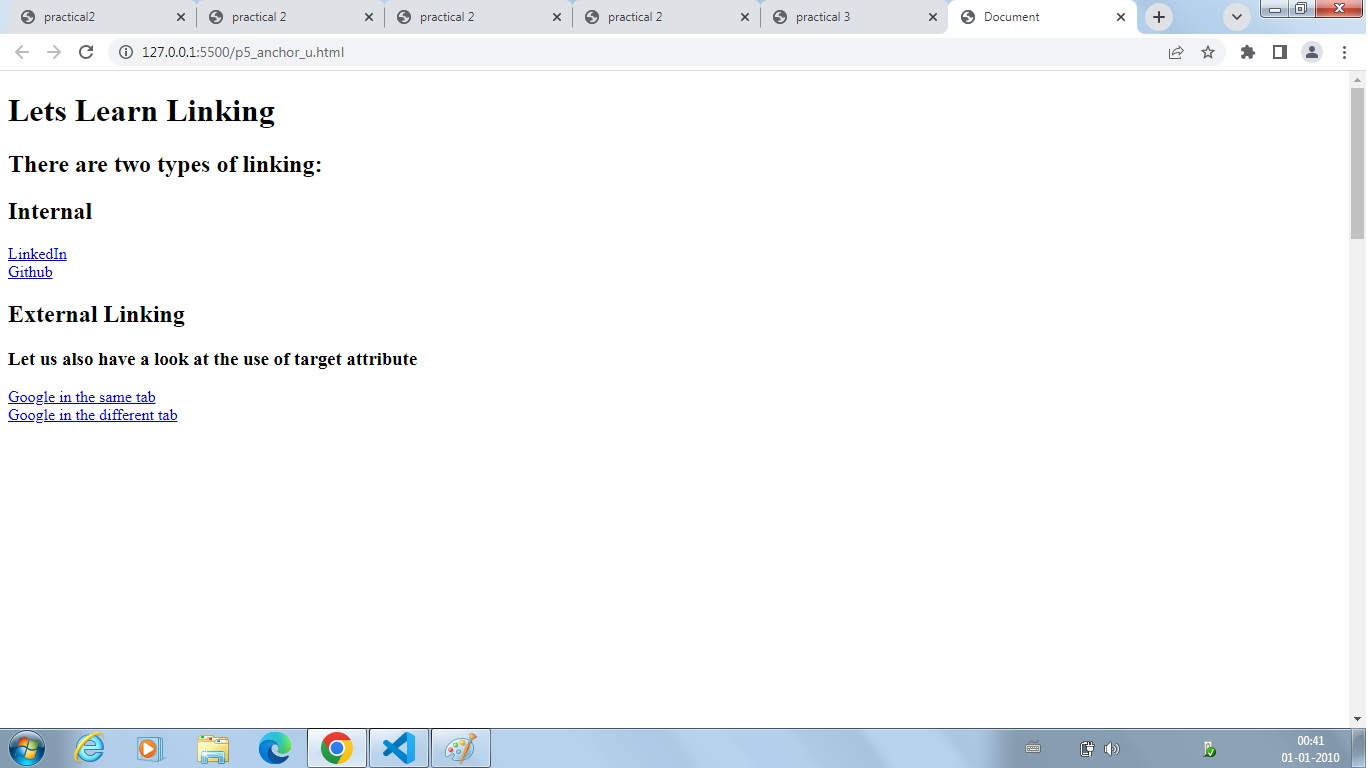 practical2
practical 2
practical 2
practical 2
practical 3
Document
127.0.0.1:5500/p5_anchor_u.html
Lets Learn Linking
There are two types of linking:
Internal
LinkedIn
Github
External Linking
Let us also have a look at the use of target attribute
Google in the same tab
Google in the different tab
00:41
01-01-2010